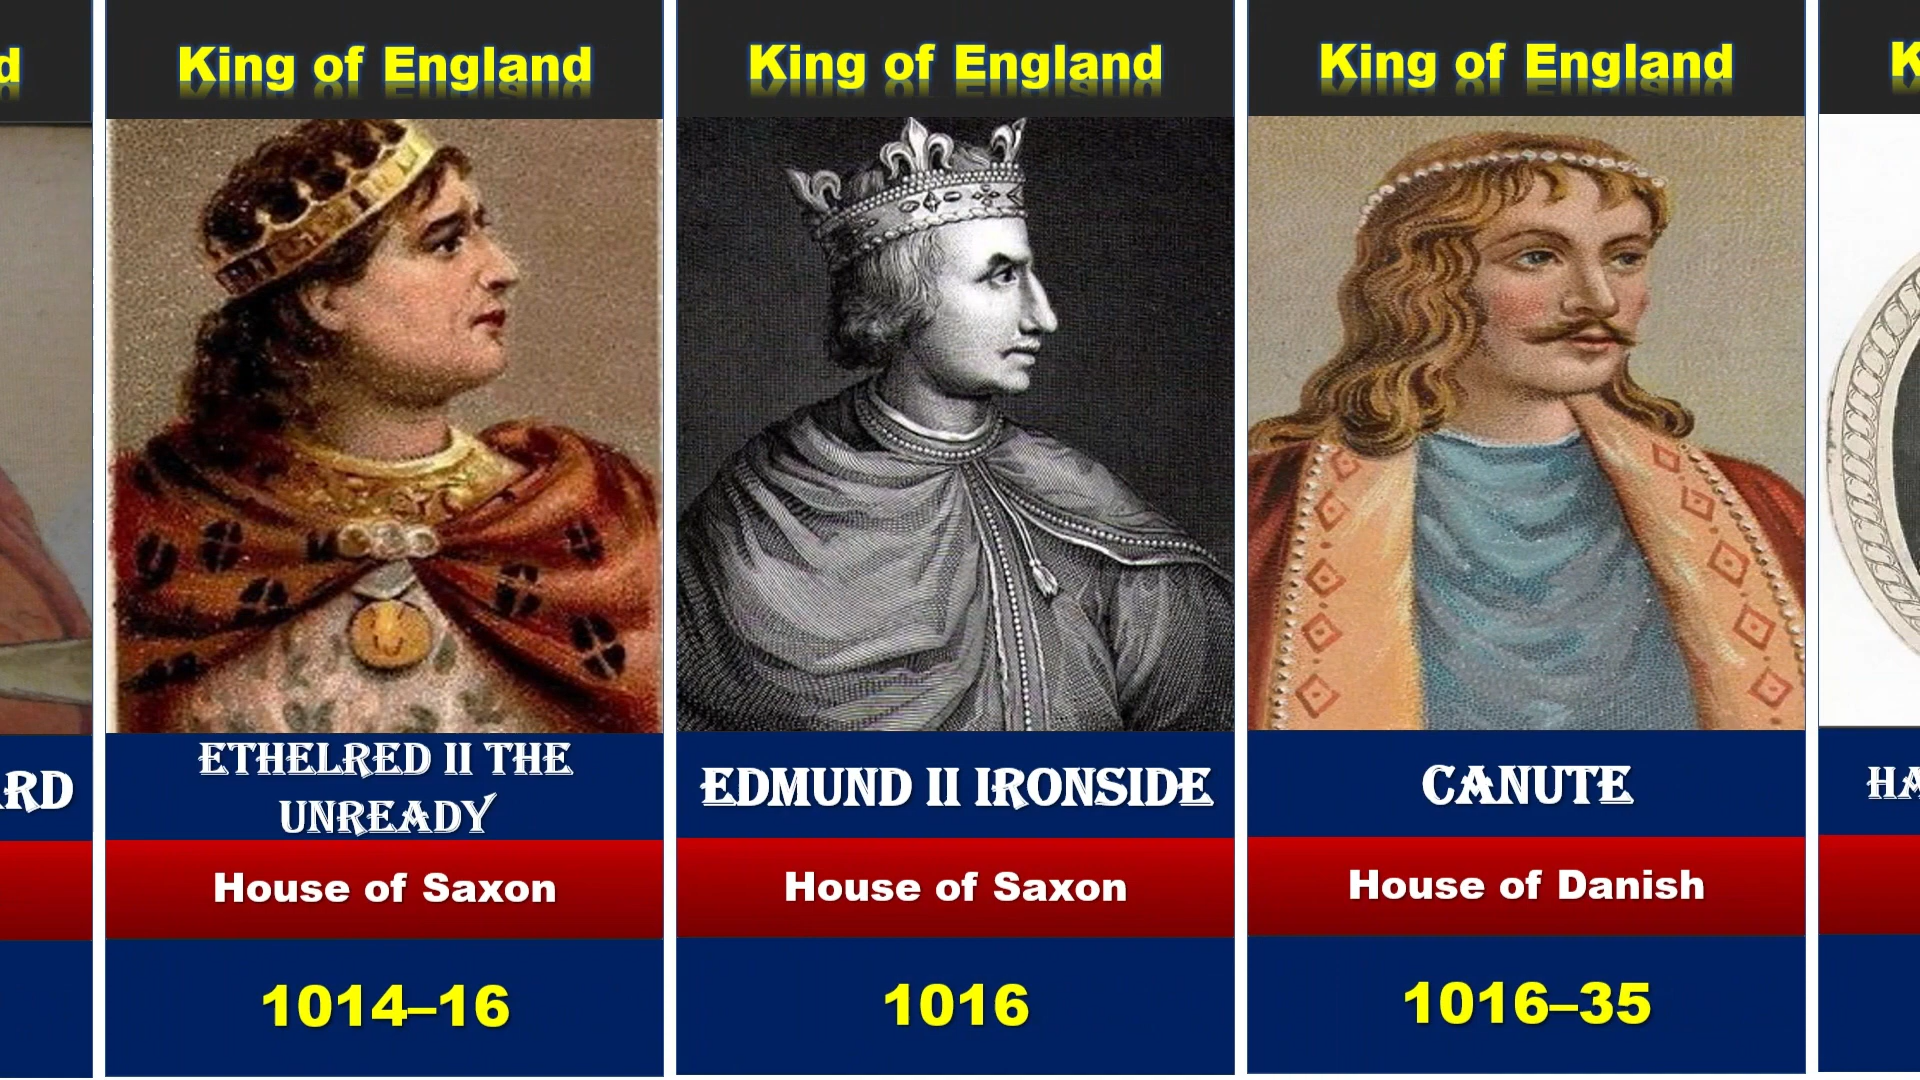 King of England
ETHELRED II THE
UNREADY
House of Saxon
1014–16
King of England
EDMUND II IRONSIDE
House of Saxon
1016
King of England
CANUTE
House of Danish
1016–35